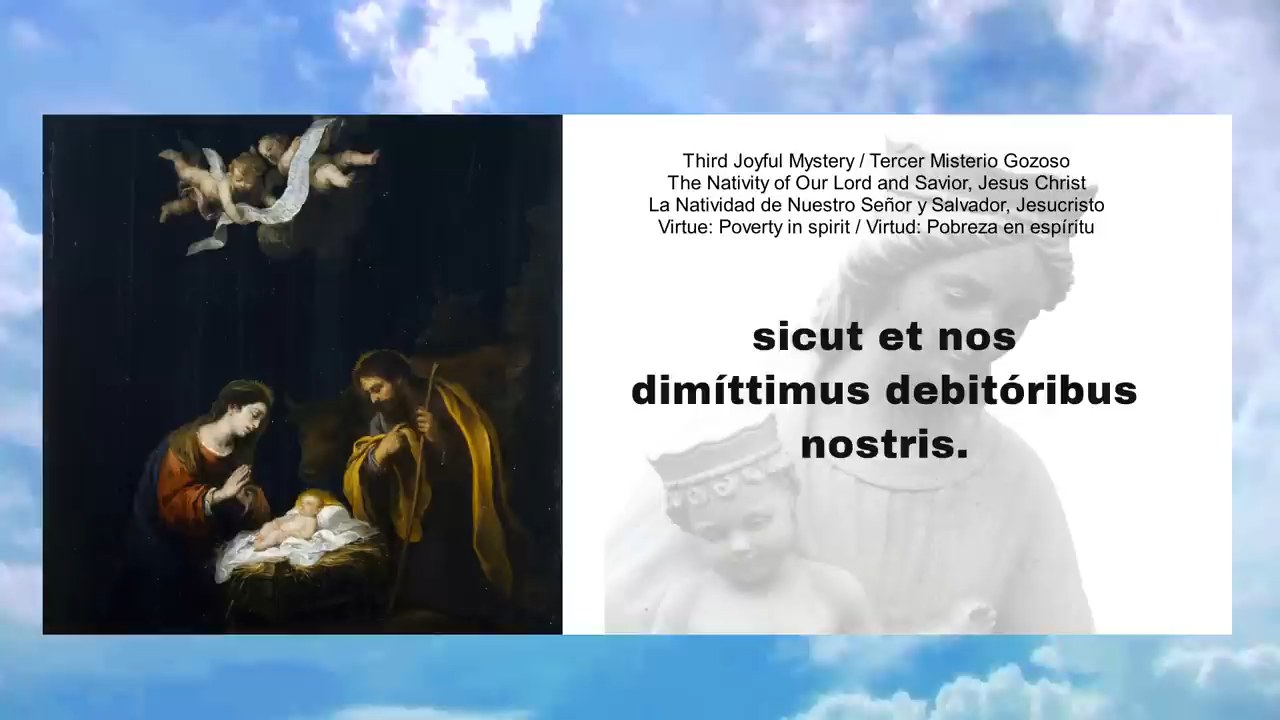 Third Joyful Mystery / Tercer Misterio Gozoso
The Nativity of Our Lord and Savior, Jesus Christ
La Natividad de Nuestro Señor y Salvador, Jesucristo
Virtue: Poverty in spirit / Virtud: Pobreza en espíritu
sicut et nos
dimíttimus debitóribus
nostris.